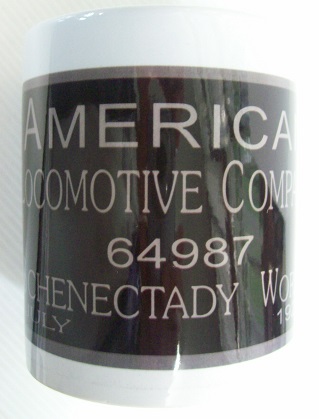 AMERICA
OCOMOTIVE COMPA
64987
CHENECTADY WO
ULY 19